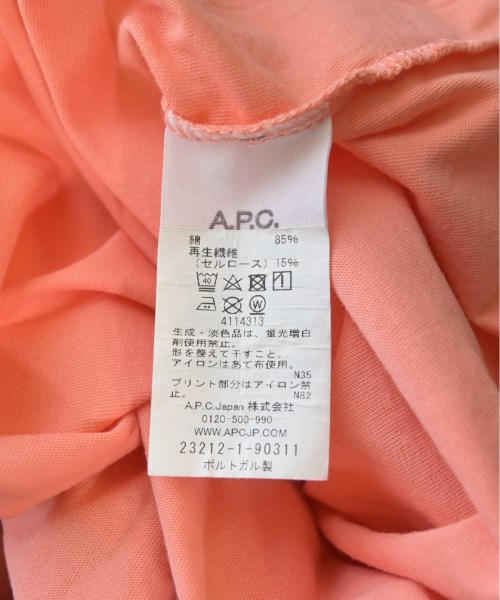 A.P.C.
綿 85%
再生繊維
(セルロース) 15%
40
W
4114313
生成・淡色品は、蛍光増白
剤使用禁止。
形を整えて干すこと。
アイロンはあて布使用。
N35
プリント部分はアイロン禁
止。 N82
A.P.C.Japan 株式会社
0120-500-990
WWW.APCJP.COM
23212-1-90311
ポルトガル製